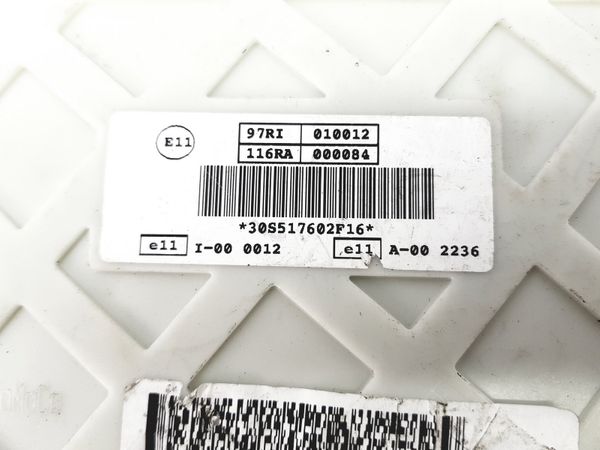 E11
97RI 010012
116RA 000084
*30S517602F16*
e11 I-00 0012 e11 A-00 2236